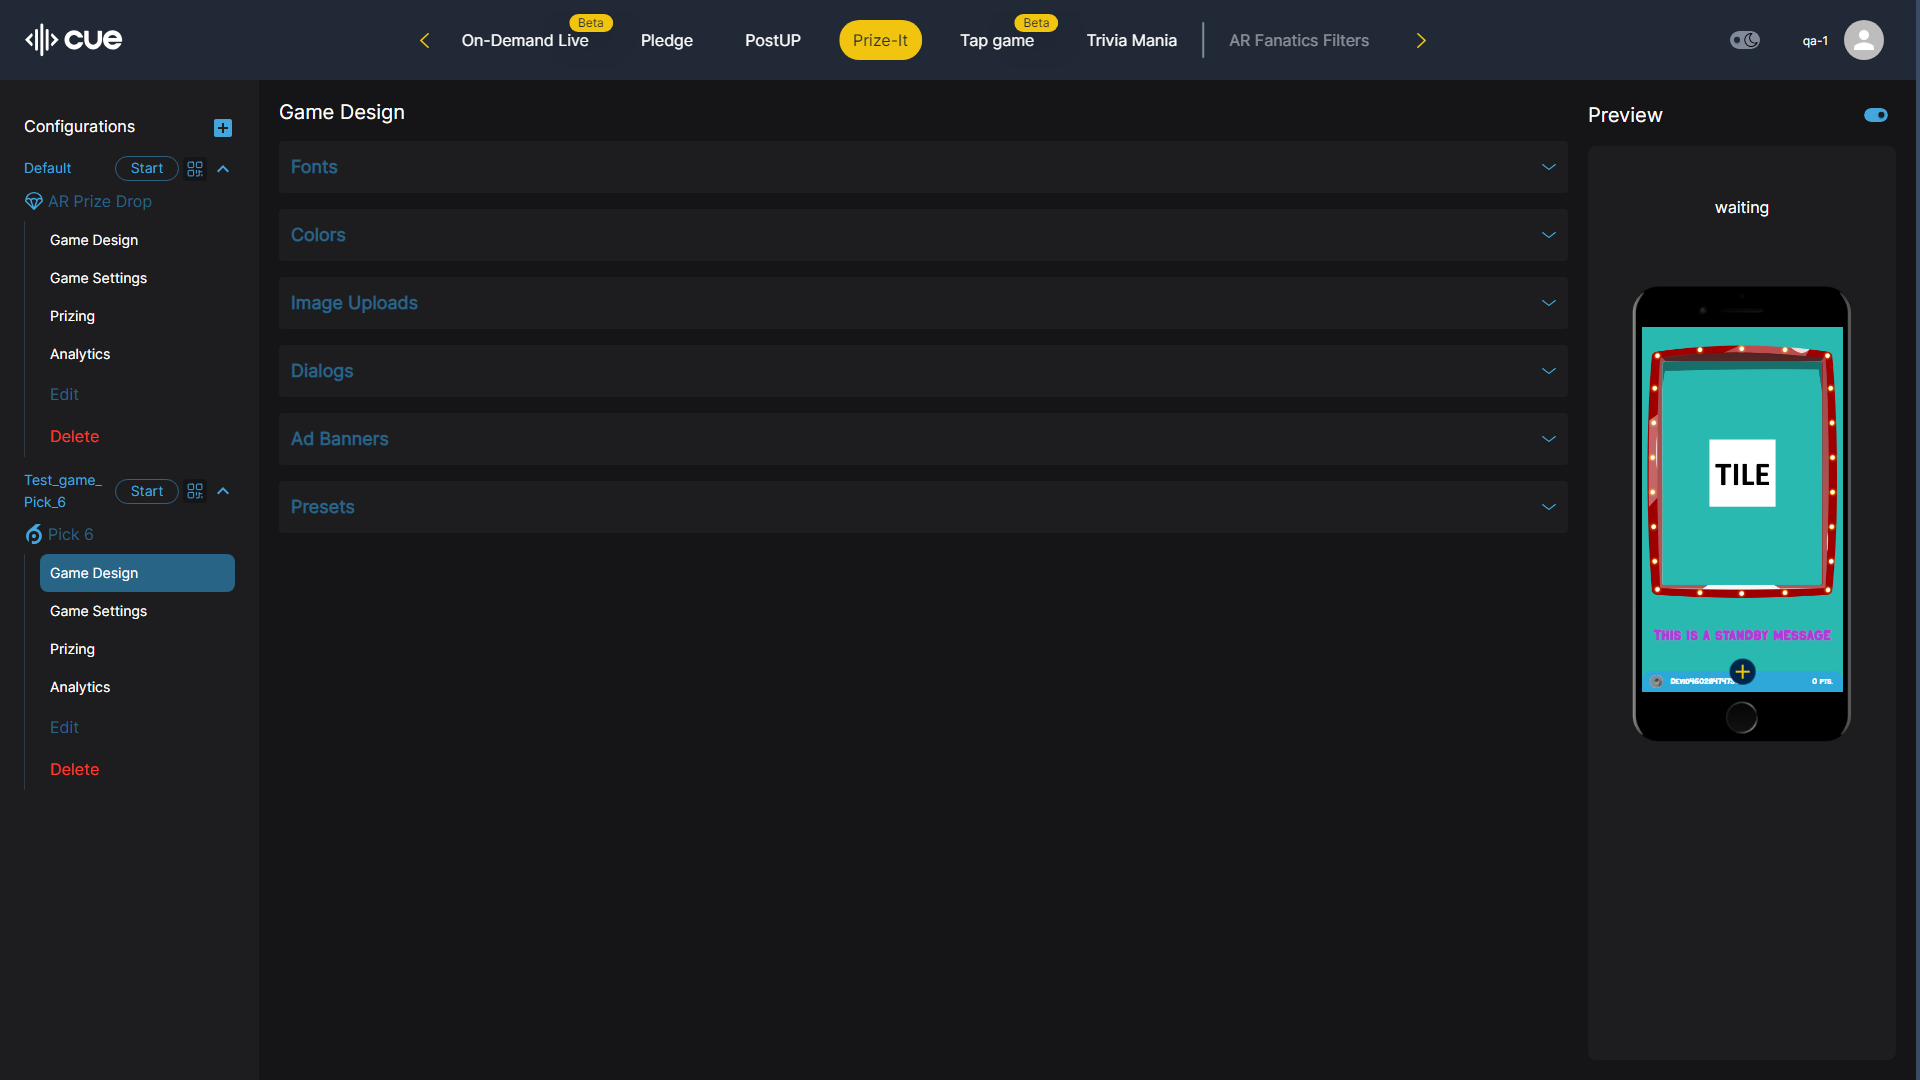 cue
On-Demand Live
Beta
Pledge
PostUP
Prize-It
Tap game
Beta
Trivia Mania
AR Fanatics Filters
qa-1
Configurations
Default
Start
AR Prize Drop
Game Design
Game Settings
Prizing
Analytics
Edit
Delete
Test_game_
Pick_6
Start
Pick 6
Game Design
Game Settings
Prizing
Analytics
Edit
Delete
Game Design
Fonts
Colors
Image Uploads
Dialogs
Ad Banners
Presets
Preview
waiting
TILE
THIS IS A STANDBY MESSAGE
0 PTS.